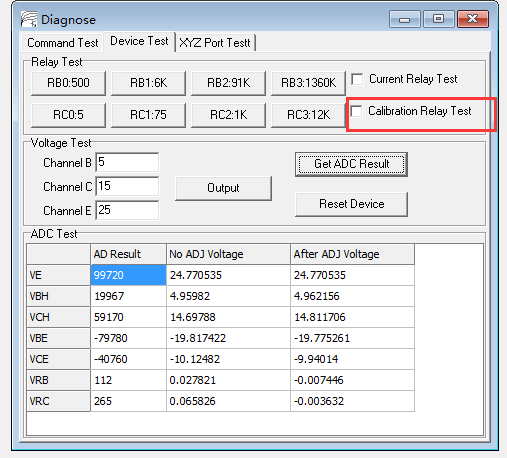 Diagnose
Command Test Device Test XYZ Port Testt
Relay Test
RB0:500 RB1:6K RB2:91K RB3:1360K Current Relay Test
RC0:5 RC1:75 RC2:1K RC3:12K Calibration Relay Test
Voltage Test
Channel B 5 Get ADC Result
Channel C 15 Output
Channel E 25 Reset Device
ADC Test
AD Result No ADJ Voltage After ADJ Voltage
VE 99720 24.770535 24.770535
VBH 19967 4.95982 4.962156
VCH 59170 14.69788 14.811706
VBE -79780 -19.817422 -19.775261
VCE -40760 -10.12482 -9.94014
VRB 112 0.027821 -0.007446
VRC 265 0.065826 -0.003632